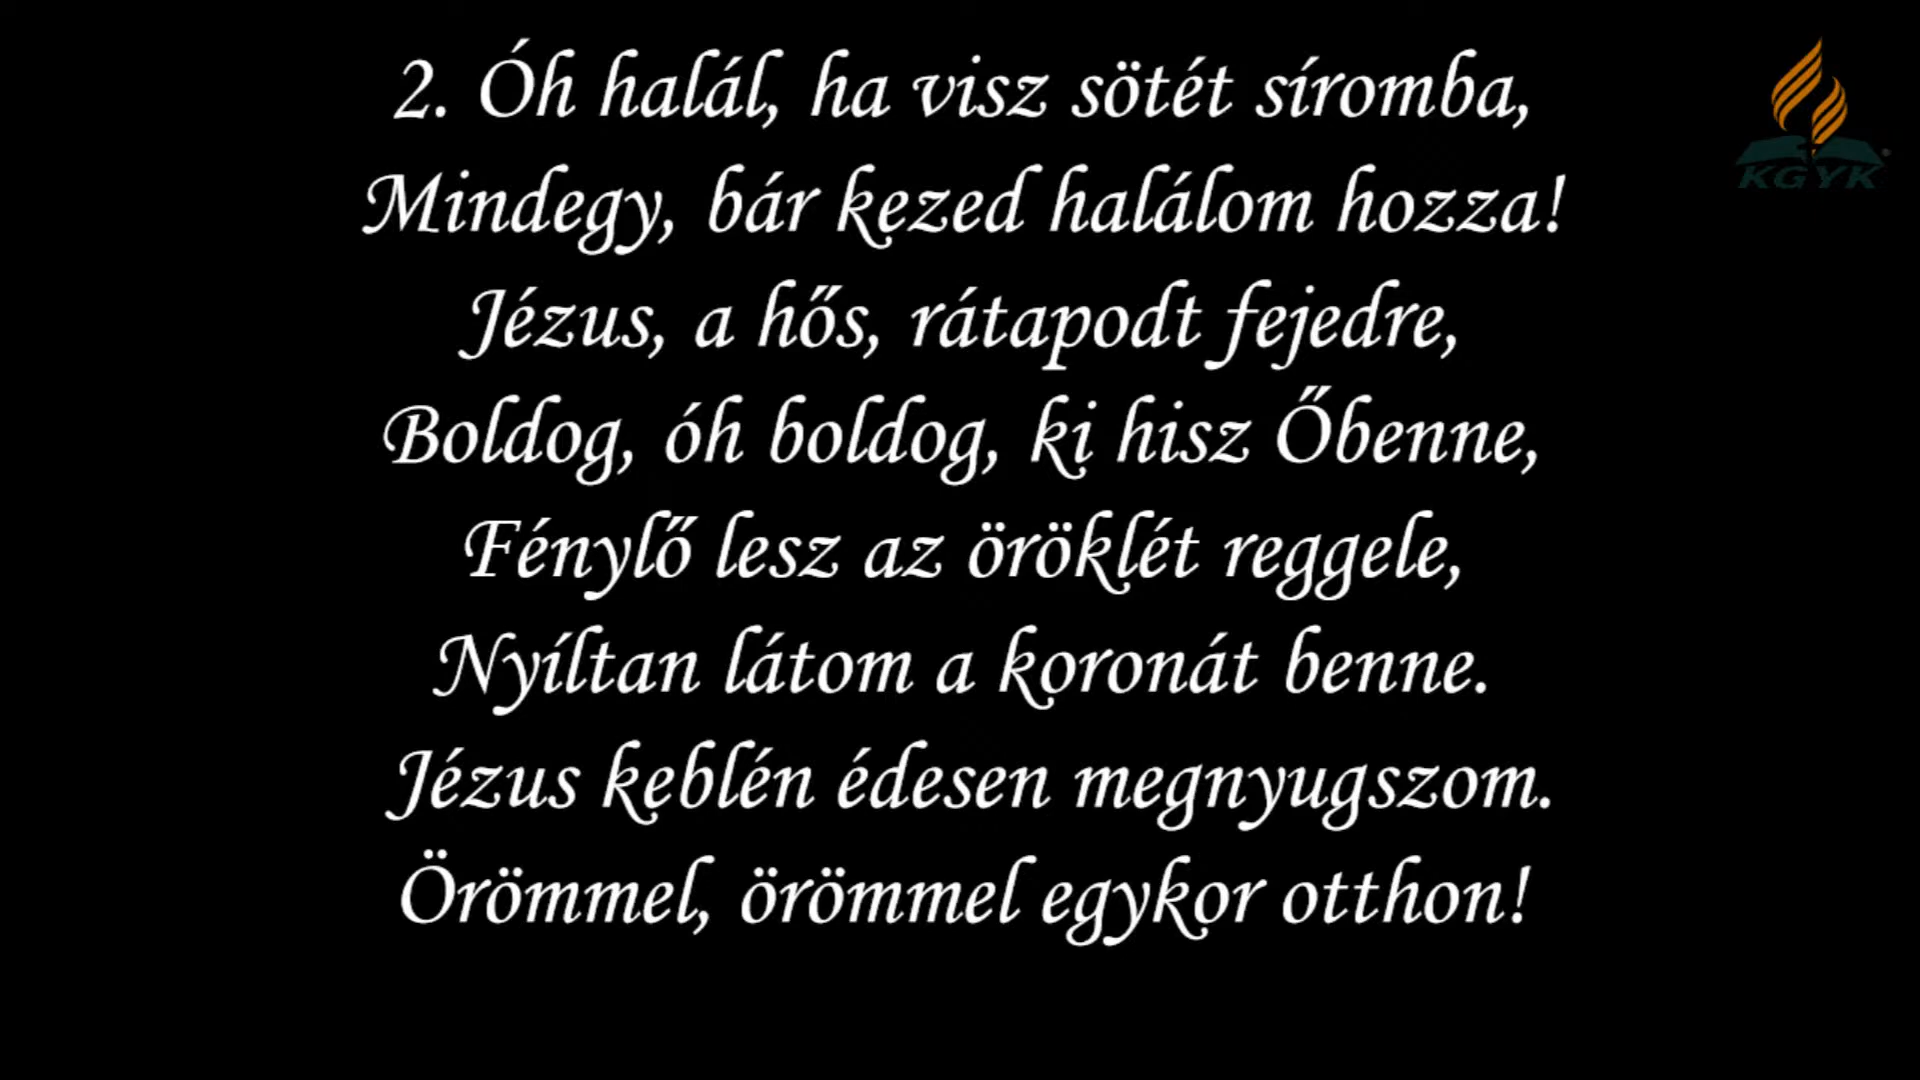 2. Óh halál, ha visz sötét síromba,
Mindegy, bár kezed halálom hozza!
Jézus, a hős, rátapodt fejedre,
Boldog, óh boldog, ki hisz Őbenne,
Fénylő lesz az öröklét reggele,
Nyíltan látom a koronát benne.
Jézus keblén édesen megnyugszom.
Örömmel, örömmel egykor otthon!
KGYK